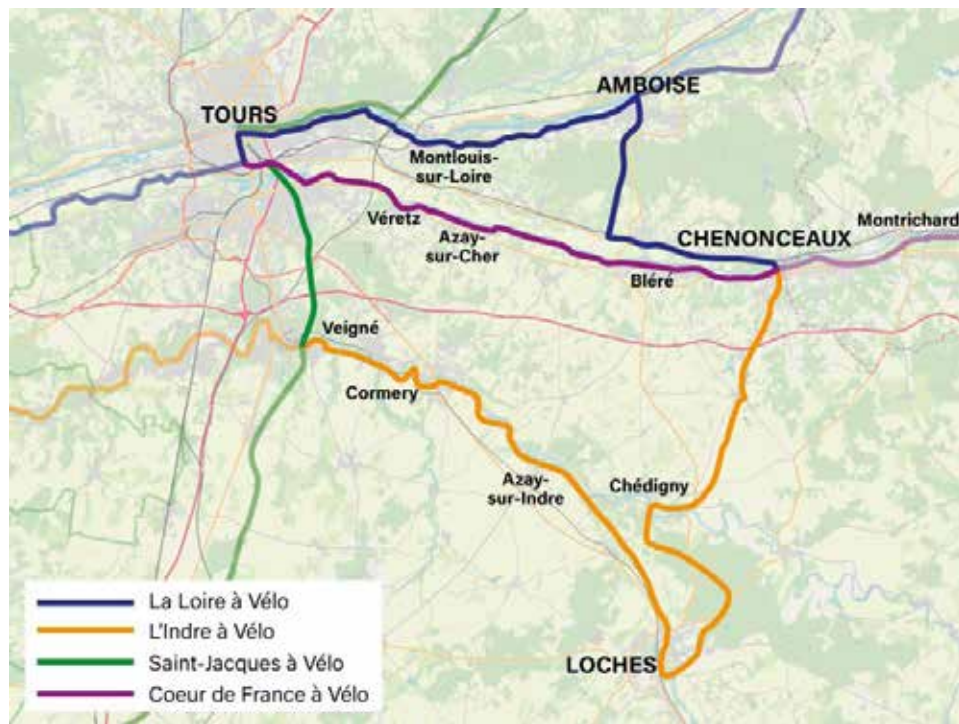 AMBOISE
TOURS
Montlouis-
sur-Loire
Montrichard
Véretz
Azay-
sur-Cher
CHENONCEAUX
Bléré
Veigné
Cormery
Azay-
sur-Indre
Chédigny
LOCHES
La Loire à Vélo
L'Indre à Vélo
Saint-Jacques à Vélo
Coeur de France à Vélo